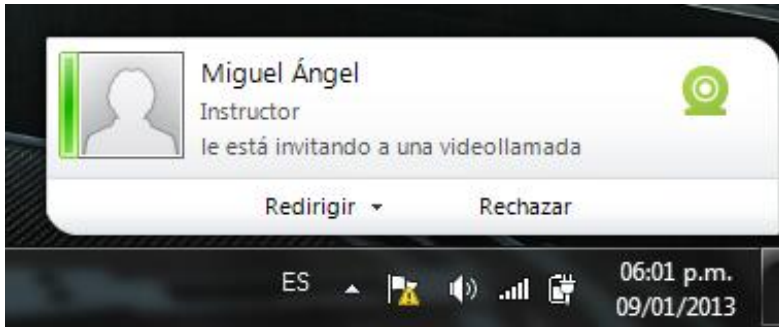 Miguel Ángel
Instructor
le está invitando a una videollamada
Redirigir Rechazar
ES
06:01 p.m.
09/01/2013